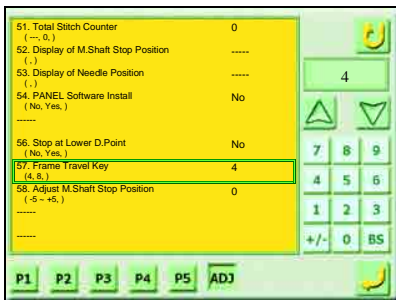 51. Total Stitch Counter 0
( ---, 0, )
52. Display of M.Shaft Stop Position -----
( , )
53. Display of Needle Position -----
( , )
54. PANEL Software Install No
( No, Yes, )
------
56. Stop at Lower D.Point No
( No, Yes, )
57. Frame Travel Key 4
(4, 8, )
58. Adjust M.Shaft Stop Position 0
( -5 ~ +5, )
------
------
4
7 8 9
4 5 6
1 2 3
+/- 0 BS
P1 P2 P3 P4 P5 ADJ